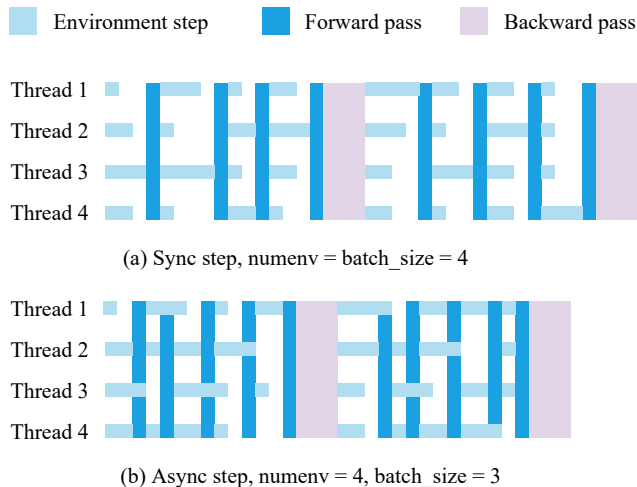 Environment step Forward pass Backward pass
Thread 1
Thread 2
Thread 3
Thread 4
(a) Sync step, numenv = batch_size = 4
Thread 1
Thread 2
Thread 3
Thread 4
(b) Async step, numenv = 4, batch_size = 3